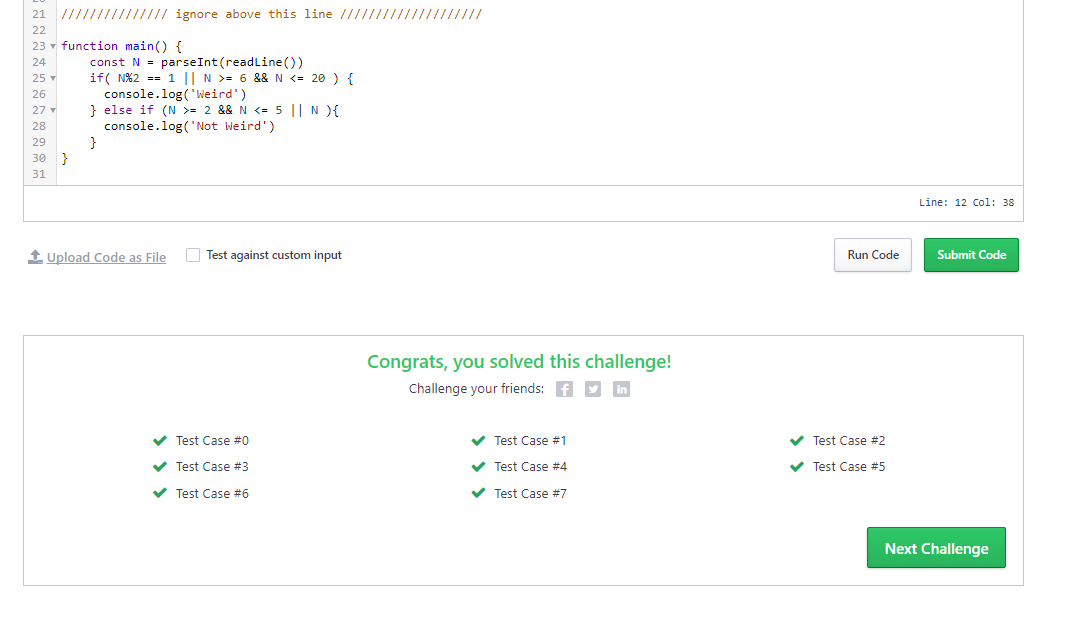 21 /////////////// ignore above this line ////////////////////
22
23 function main() {
24 const N = parseInt(readLine())
25 if( N%2 == 1 || N >= 6 && N <= 20 ) {
26 console.log('Weird')
27 } else if (N >= 2 && N <= 5 || N ){
28 console.log('Not Weird')
29 }
30 }
31
Line: 12 Col: 38
Upload Code as File Test against custom input Run Code Submit Code
Congrats, you solved this challenge!
Challenge your friends: f in
Test Case #0 Test Case #1 Test Case #2
Test Case #3 Test Case #4 Test Case #5
Test Case #6 Test Case #7
Next Challenge